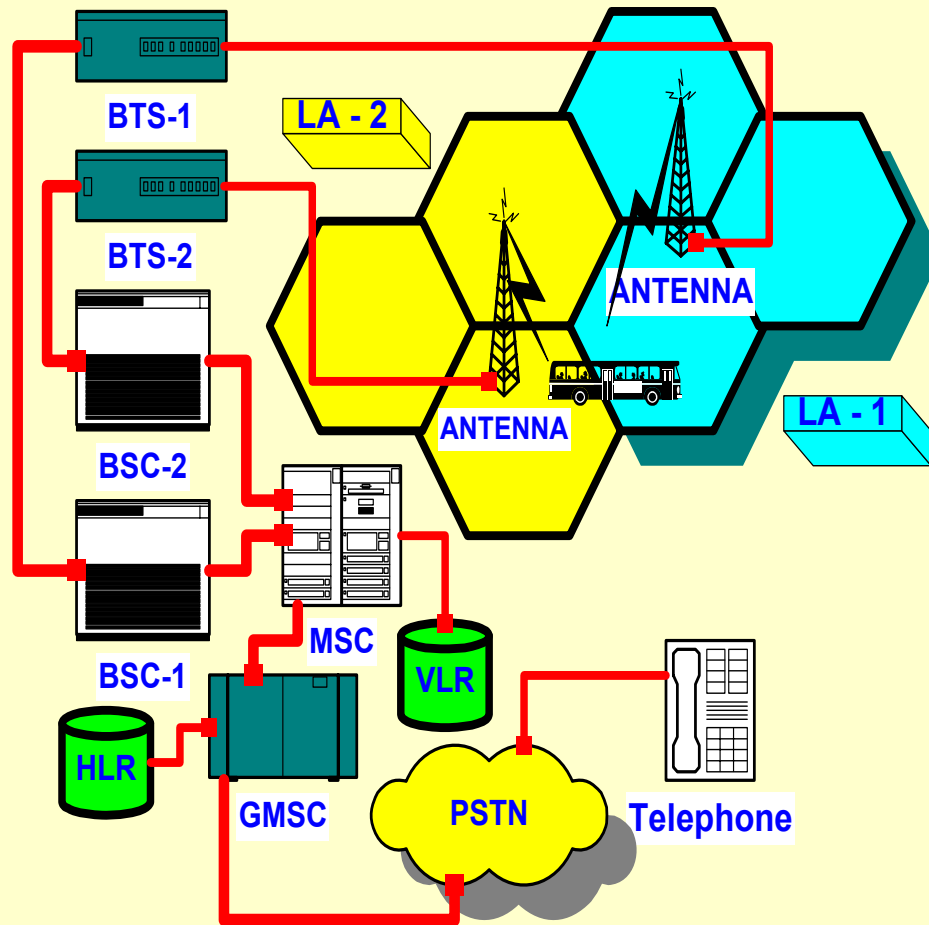 BTS-1
LA - 2
BTS-2
ANTENNA
LA - 1
ANTENNA
BSC-2
MSC
BSC-1
VLR
HLR
GMSC
PSTN
Telephone